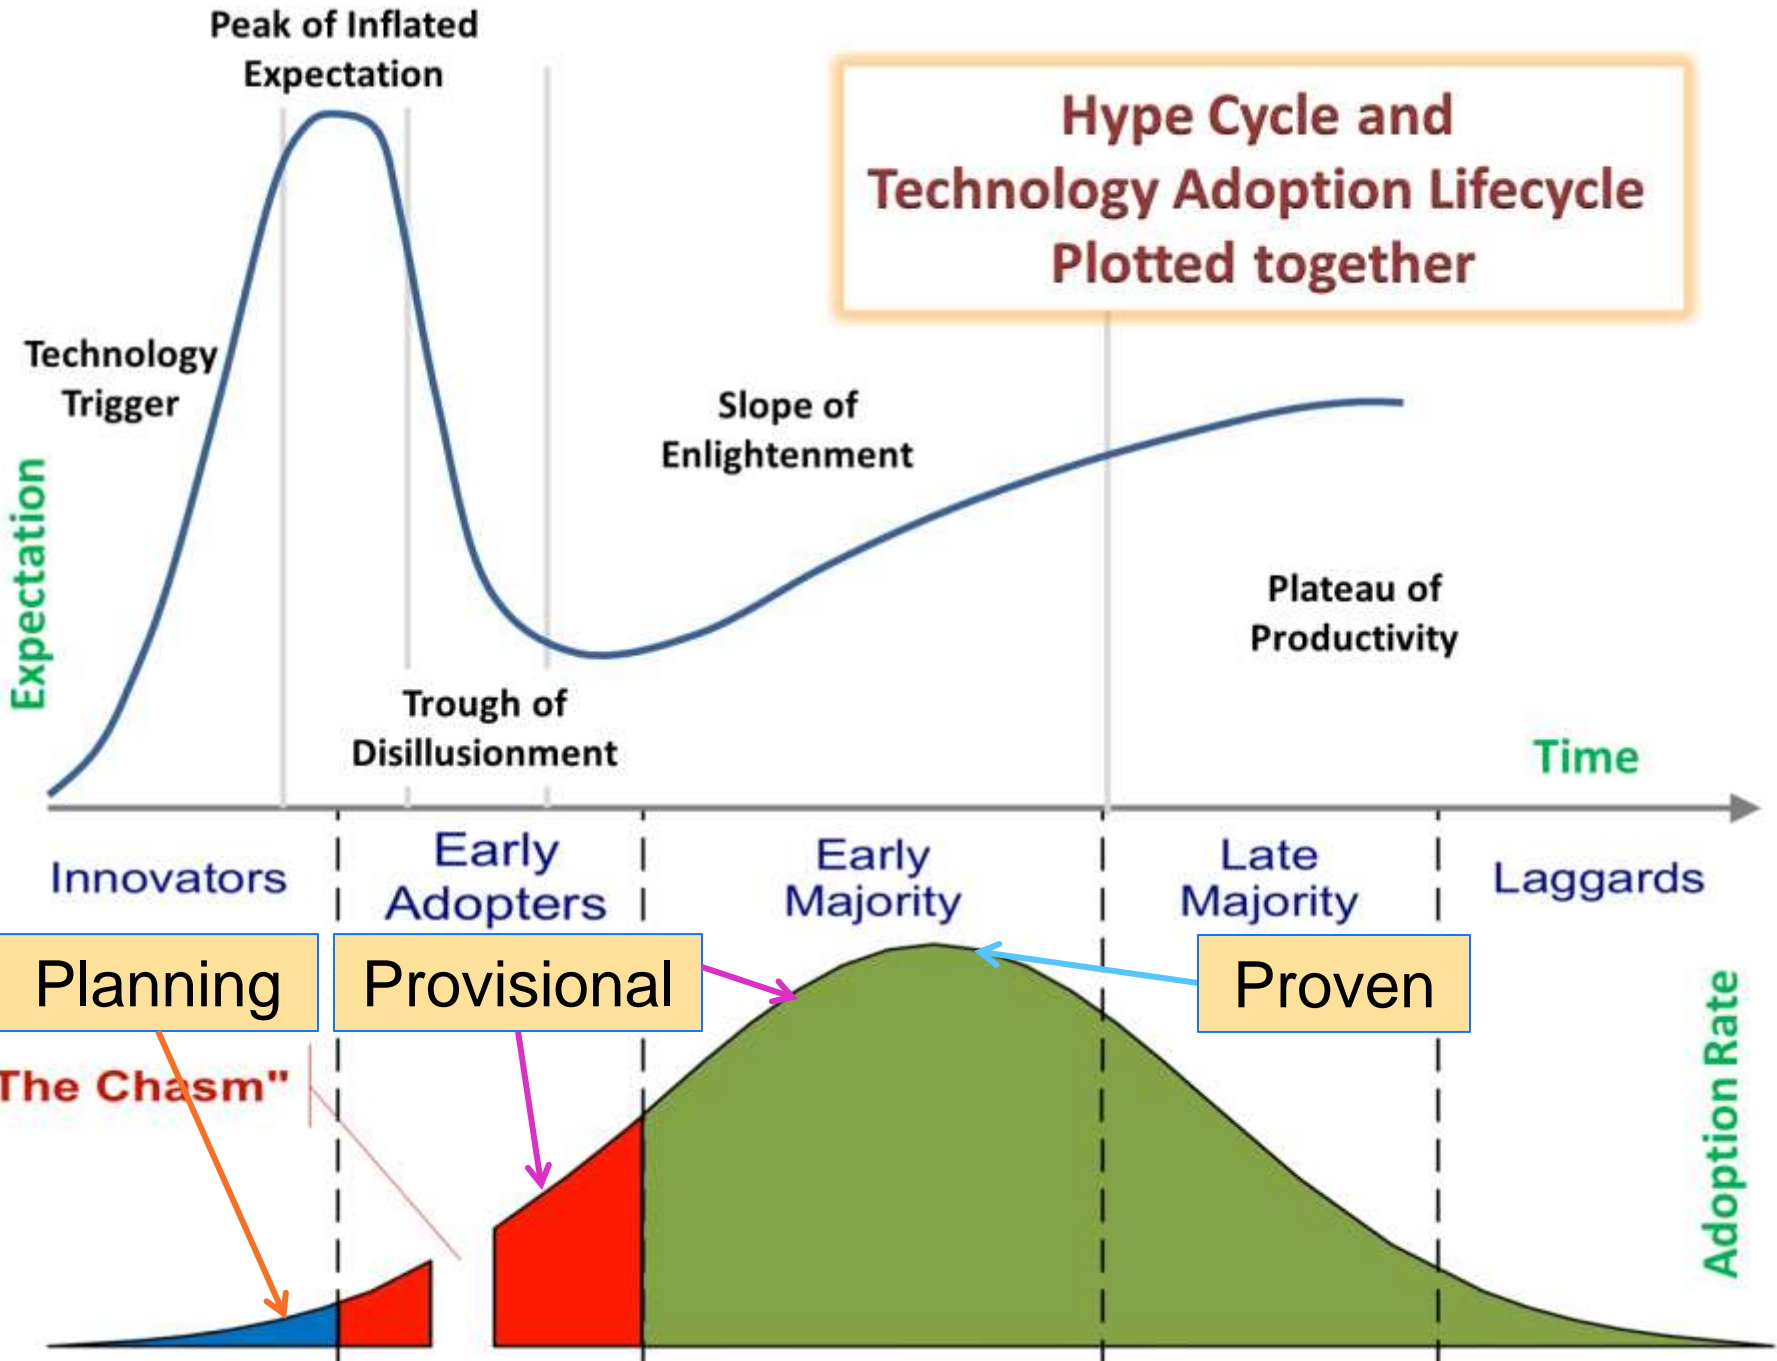 Peak of Inflated
Expectation
Hype Cycle and
Technology Adoption Lifecycle
Plotted together
Technology
Trigger
Slope of
Enlightenment
Expectation
Plateau of
Productivity
Trough of
Disillusionment
Time
Innovators
Early
Adopters
Early
Majority
Late
Majority
Laggards
Planning
Provisional
Proven
The Chasm"
Adoption Rate